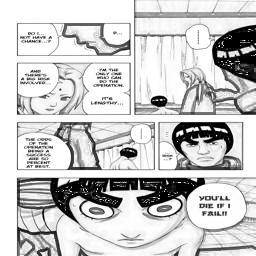 DO I...
NOT HAVE A
CHANCE...?
P...
AND
THERE'S
A BIG RISK
INVOLVED...
I'M THE
ONLY ONE
WHO CAN
DO THE
OPERATION.
IT'S
LENGTHY...
THE ODDS
OF THE
OPERATION
BEING A
SUCCESS
ARE 50
PERCENT
AT BEST.
YOU'LL
DIE IF I
FAIL!!